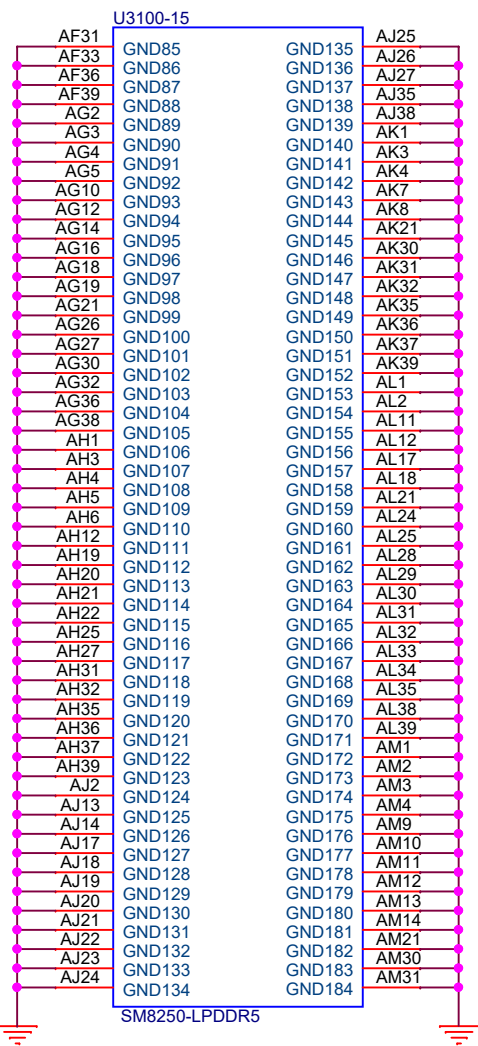 U3100-15
AF31 GND85 GND135 AJ25
AF33 GND86 GND136 AJ26
AF36 GND87 GND137 AJ27
AF39 GND88 GND138 AJ35
AG2 GND89 GND139 AJ38
AG3 GND90 GND140 AK1
AG4 GND91 GND141 AK3
AG5 GND92 GND142 AK4
AG10 GND93 GND143 AK7
AG12 GND94 GND144 AK8
AG14 GND95 GND145 AK21
AG16 GND96 GND146 AK30
AG18 GND97 GND147 AK31
AG19 GND98 GND148 AK32
AG21 GND99 GND149 AK35
AG26 GND100 GND150 AK36
AG27 GND101 GND151 AK37
AG30 GND102 GND152 AK39
AG32 GND103 GND153 AL1
AG36 GND104 GND154 AL2
AG38 GND105 GND155 AL11
AH1 GND106 GND156 AL12
AH3 GND107 GND157 AL17
AH4 GND108 GND158 AL18
AH5 GND109 GND159 AL21
AH6 GND110 GND160 AL24
AH12 GND111 GND161 AL25
AH19 GND112 GND162 AL28
AH20 GND113 GND163 AL29
AH21 GND114 GND164 AL30
AH22 GND115 GND165 AL31
AH25 GND116 GND166 AL32
AH27 GND117 GND167 AL33
AH31 GND118 GND168 AL34
AH32 GND119 GND169 AL35
AH35 GND120 GND170 AL38
AH36 GND121 GND171 AL39
AH37 GND122 GND172 AM1
AH39 GND123 GND173 AM2
AJ2 GND124 GND174 AM3
AJ13 GND125 GND175 AM4
AJ14 GND126 GND176 AM9
AJ17 GND127 GND177 AM10
AJ18 GND128 GND178 AM11
AJ19 GND129 GND179 AM12
AJ20 GND130 GND180 AM13
AJ21 GND131 GND181 AM14
AJ22 GND132 GND182 AM21
AJ23 GND133 GND183 AM30
AJ24 GND134 GND184 AM31
SM8250-LPDDR5